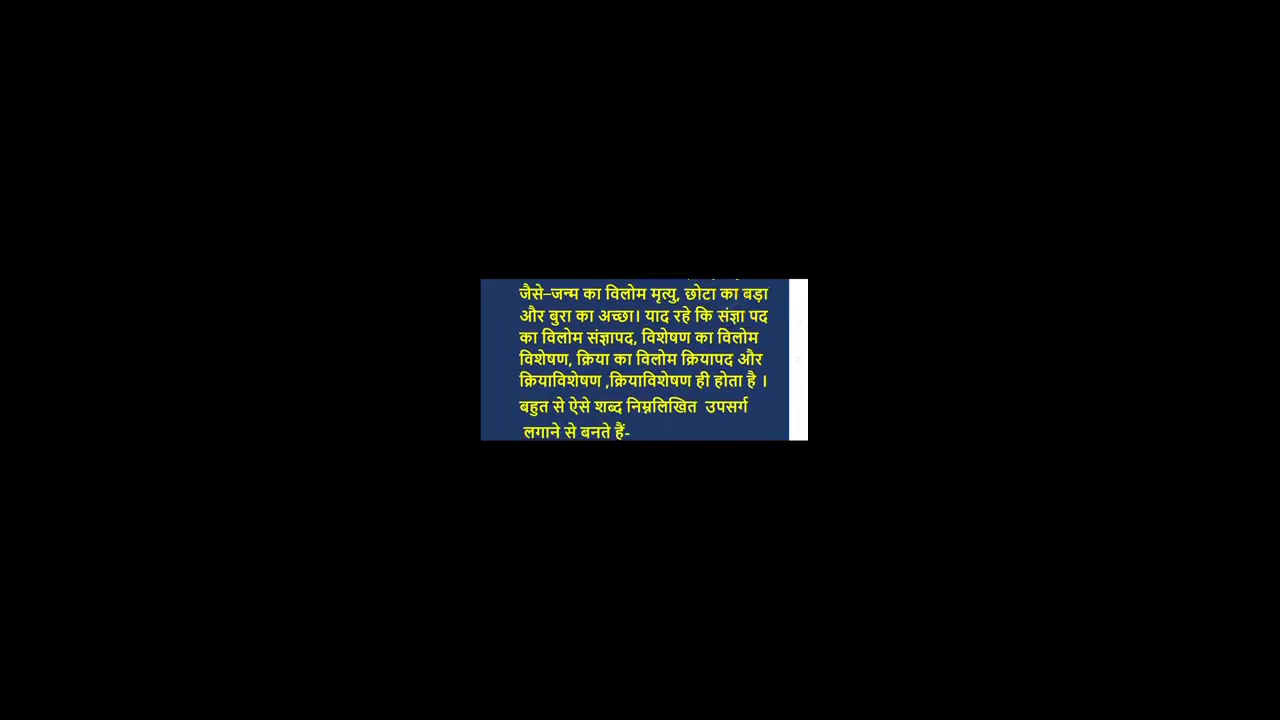 जैसे–जन्म का विलोम मृत्यु, छोटा का बड़ा
और बुरा का अच्छा। याद रहे कि संज्ञा पद
का विलोम संज्ञापद, विशेषण का विलोम
विशेषण, क्रिया का विलोम क्रियापद और
क्रियाविशेषण ,क्रियाविशेषण ही होता है ।
बहुत से ऐसे शब्द निम्नलिखित उपसर्ग
लगाने से बनते हैं-